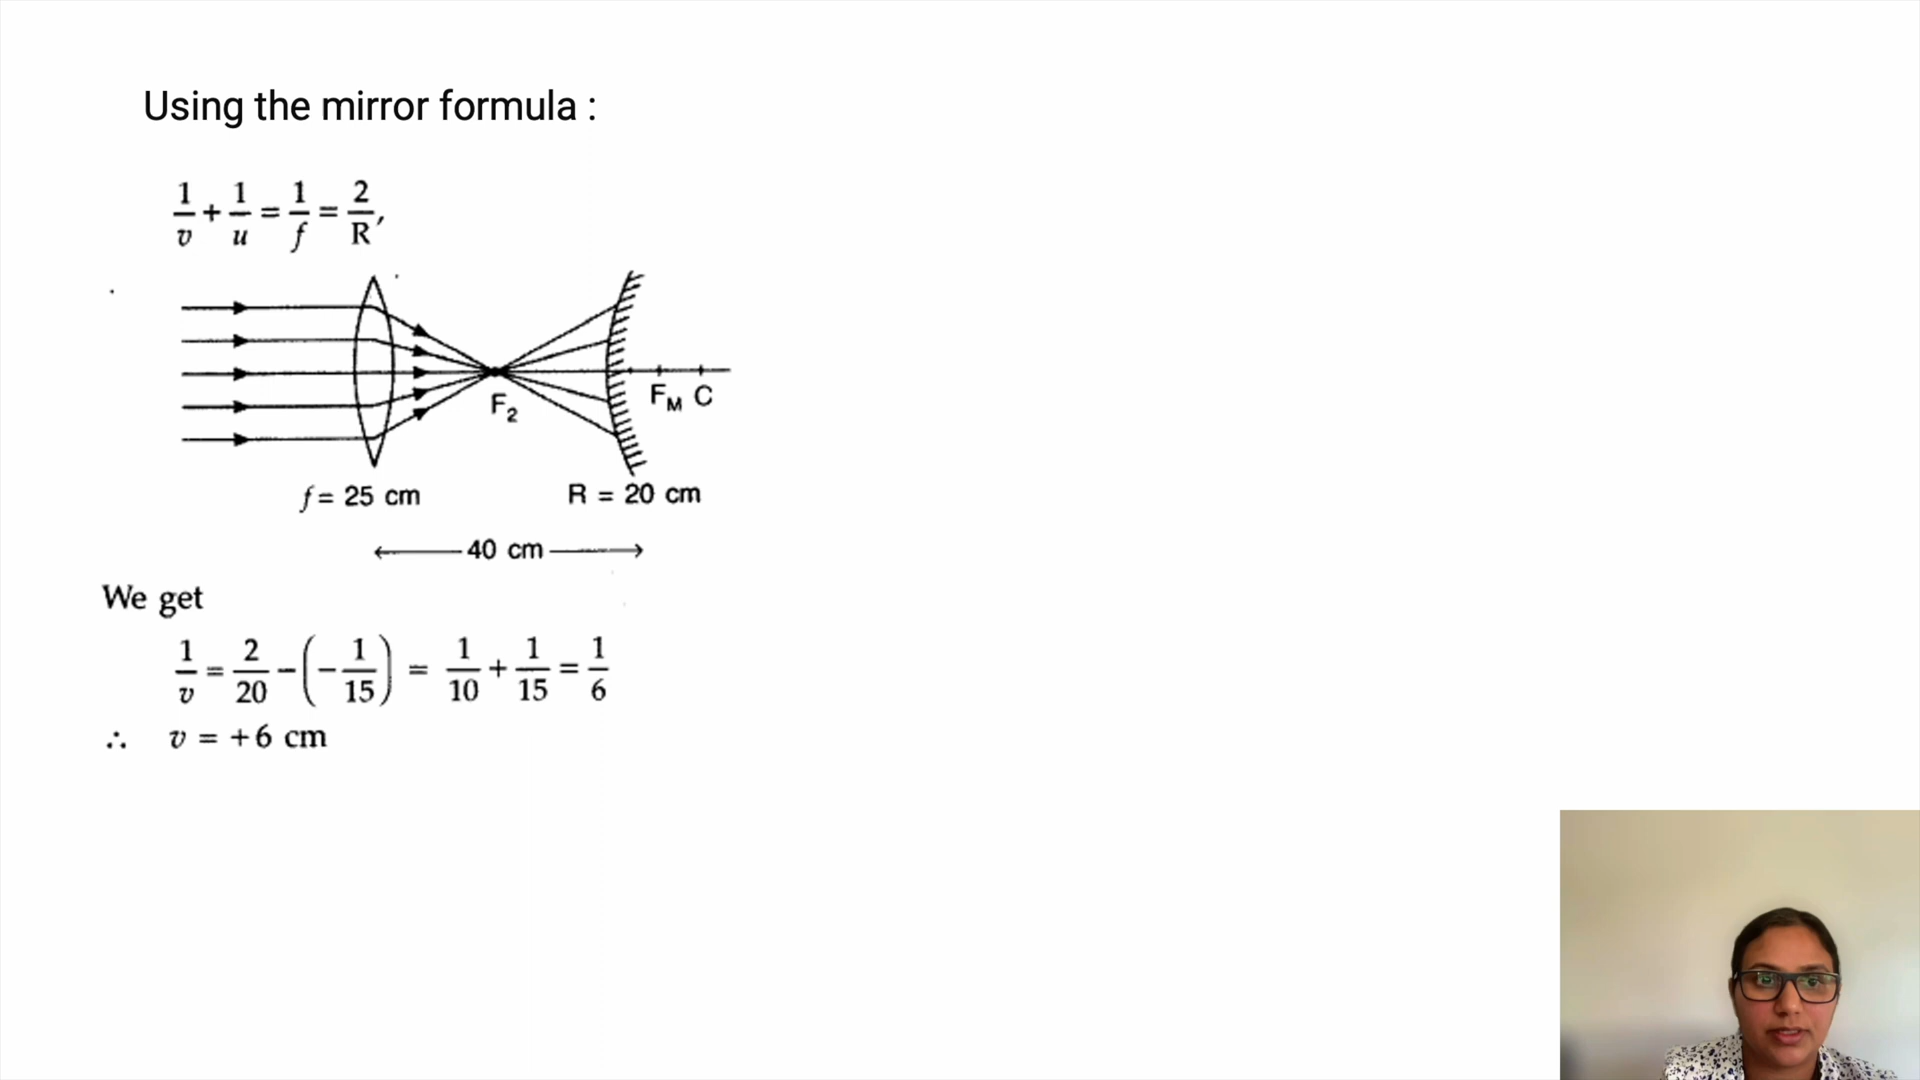 Using the mirror formula :
1/v + 1/u = 1/f = 2/R,
F₂
F_M C
f = 25 cm
R = 20 cm
40 cm
We get
1/v = 2/20 − (−1/15) = 1/10 + 1/15 = 1/6
∴ v = +6 cm